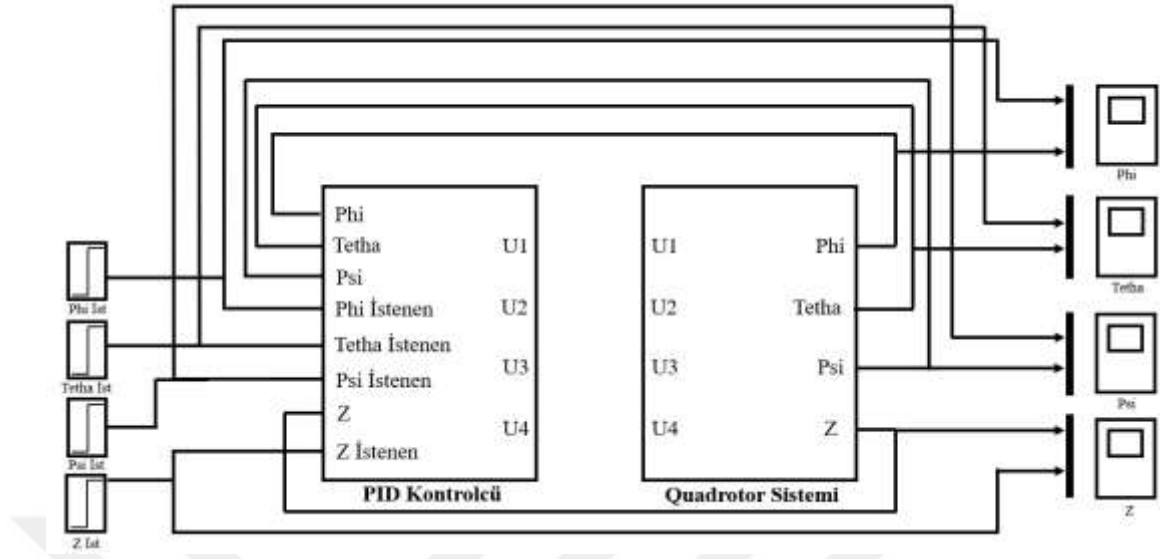 Phi
Tetha
Psi
Phi İstenen
Tetha İstenen
Psi İstenen
Z
Z İstenen
U1
U2
U3
U4
PID Kontrolcü
U1
U2
U3
U4
Phi
Tetha
Psi
Z
Quadrotor Sistemi
Phi İst
Tetha İst
Psi İst
Z İst
Phi
Tetha
Psi
Z